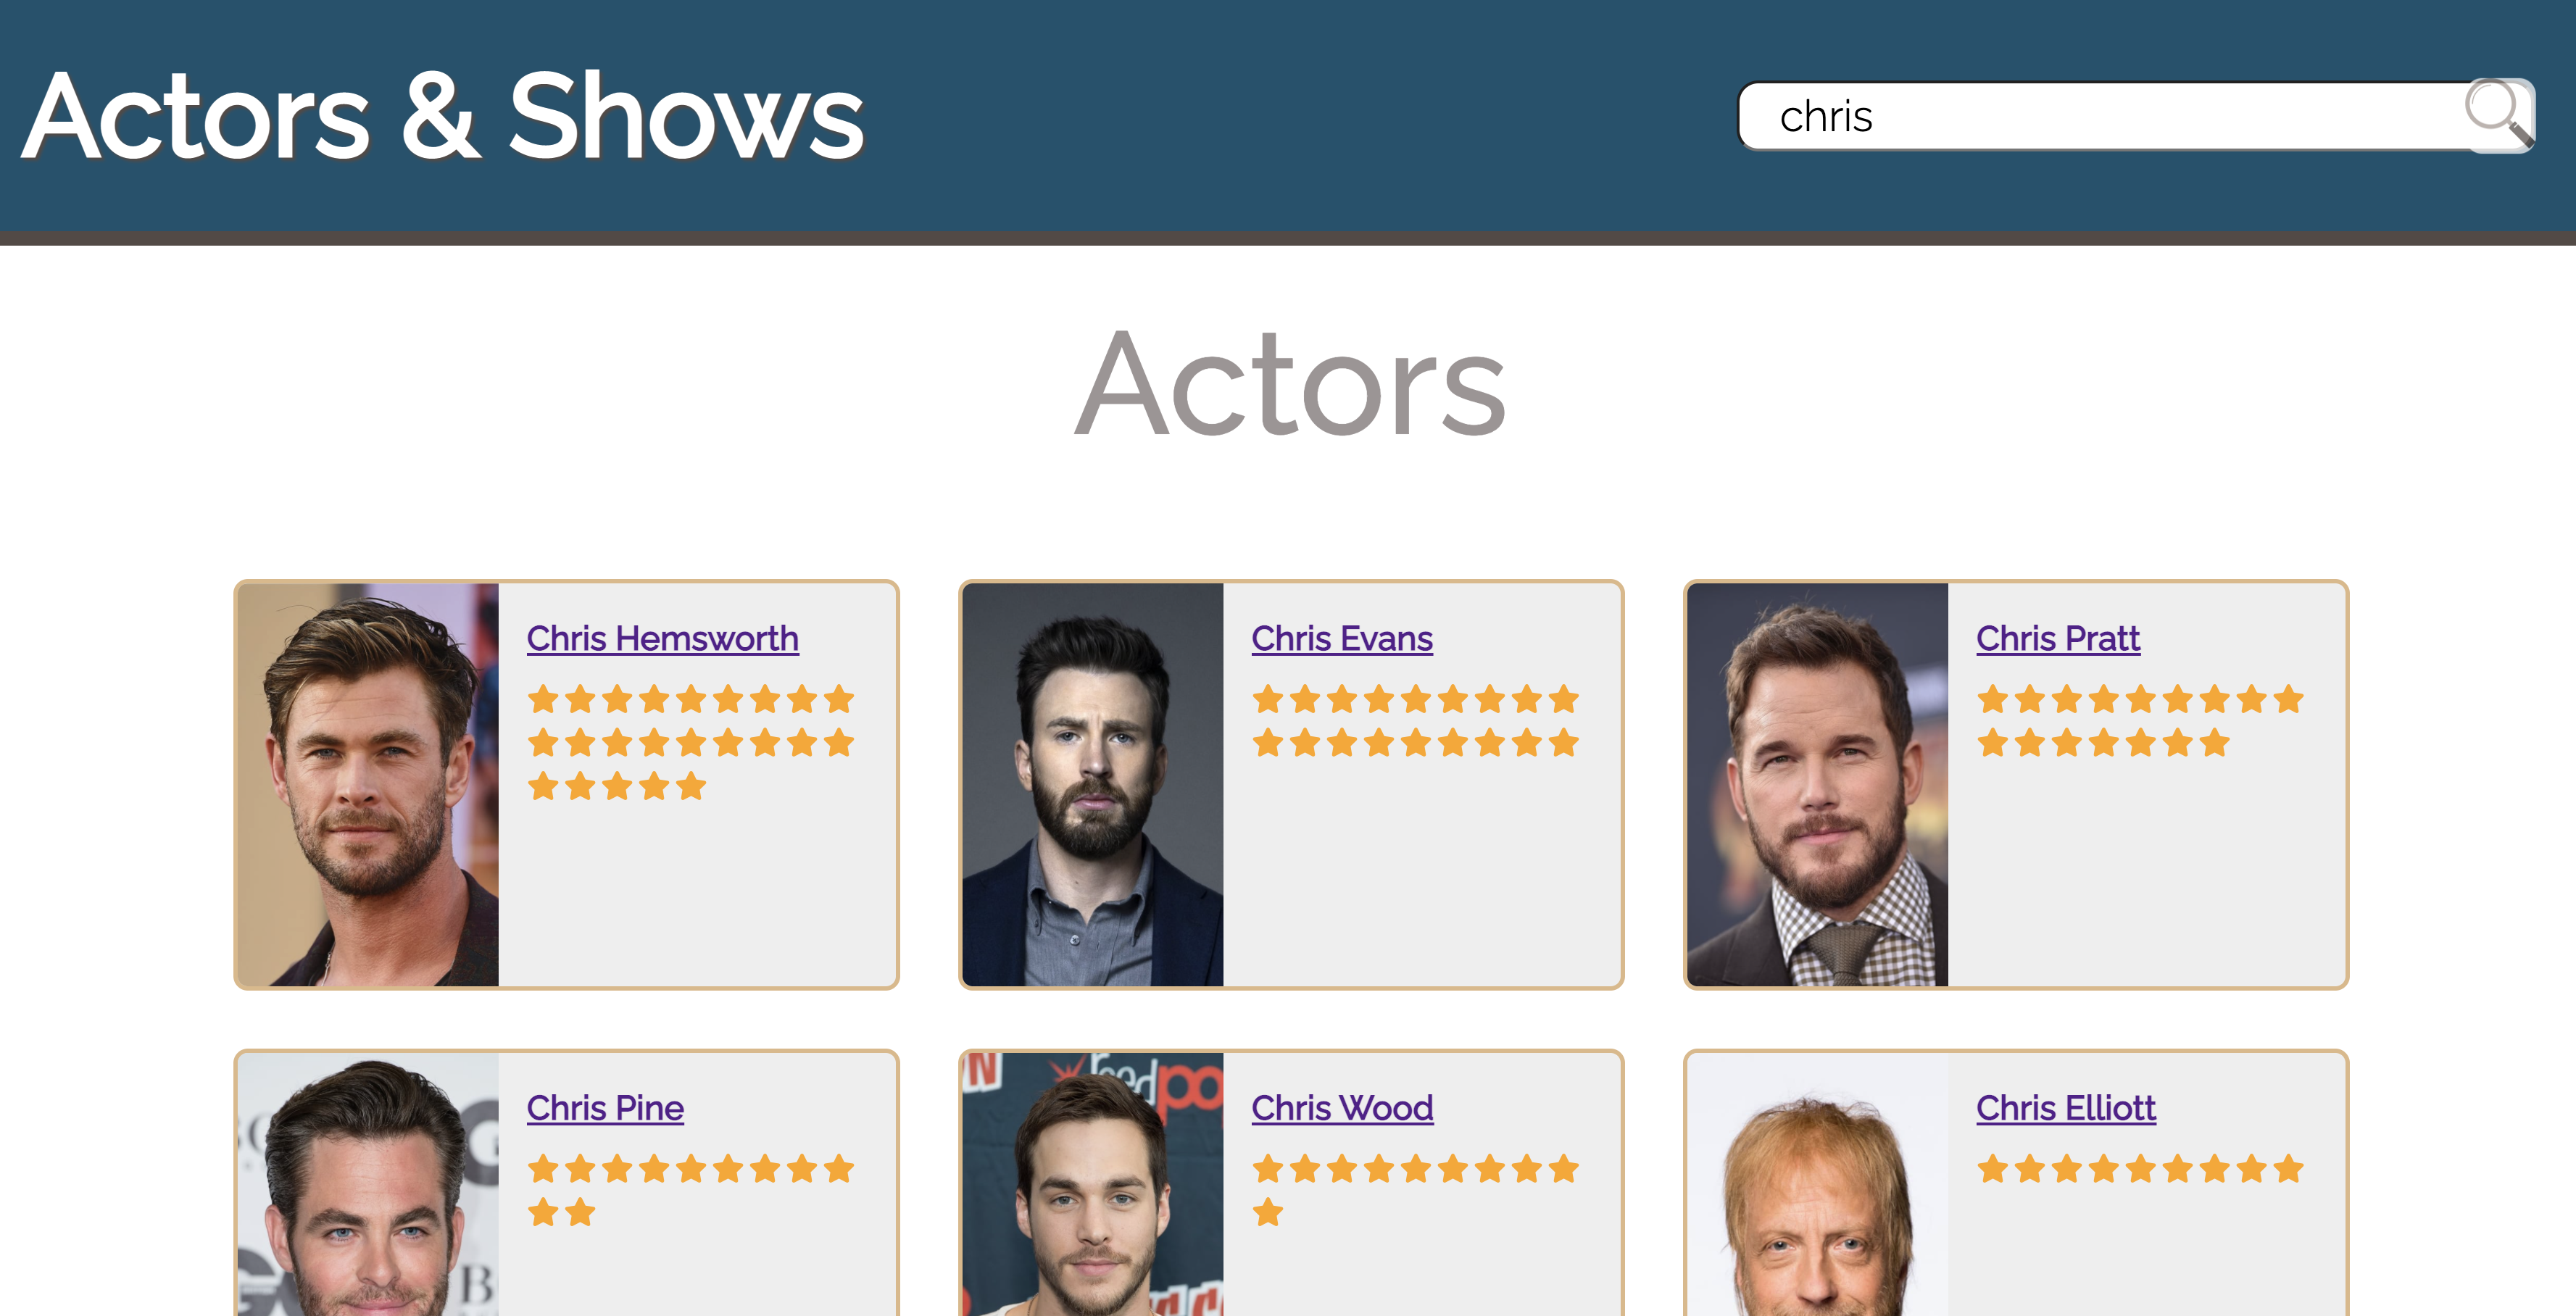 Actors & Shows
chris
Actors
Chris Hemsworth
Chris Evans
Chris Pratt
Chris Pine
Chris Wood
Chris Elliott